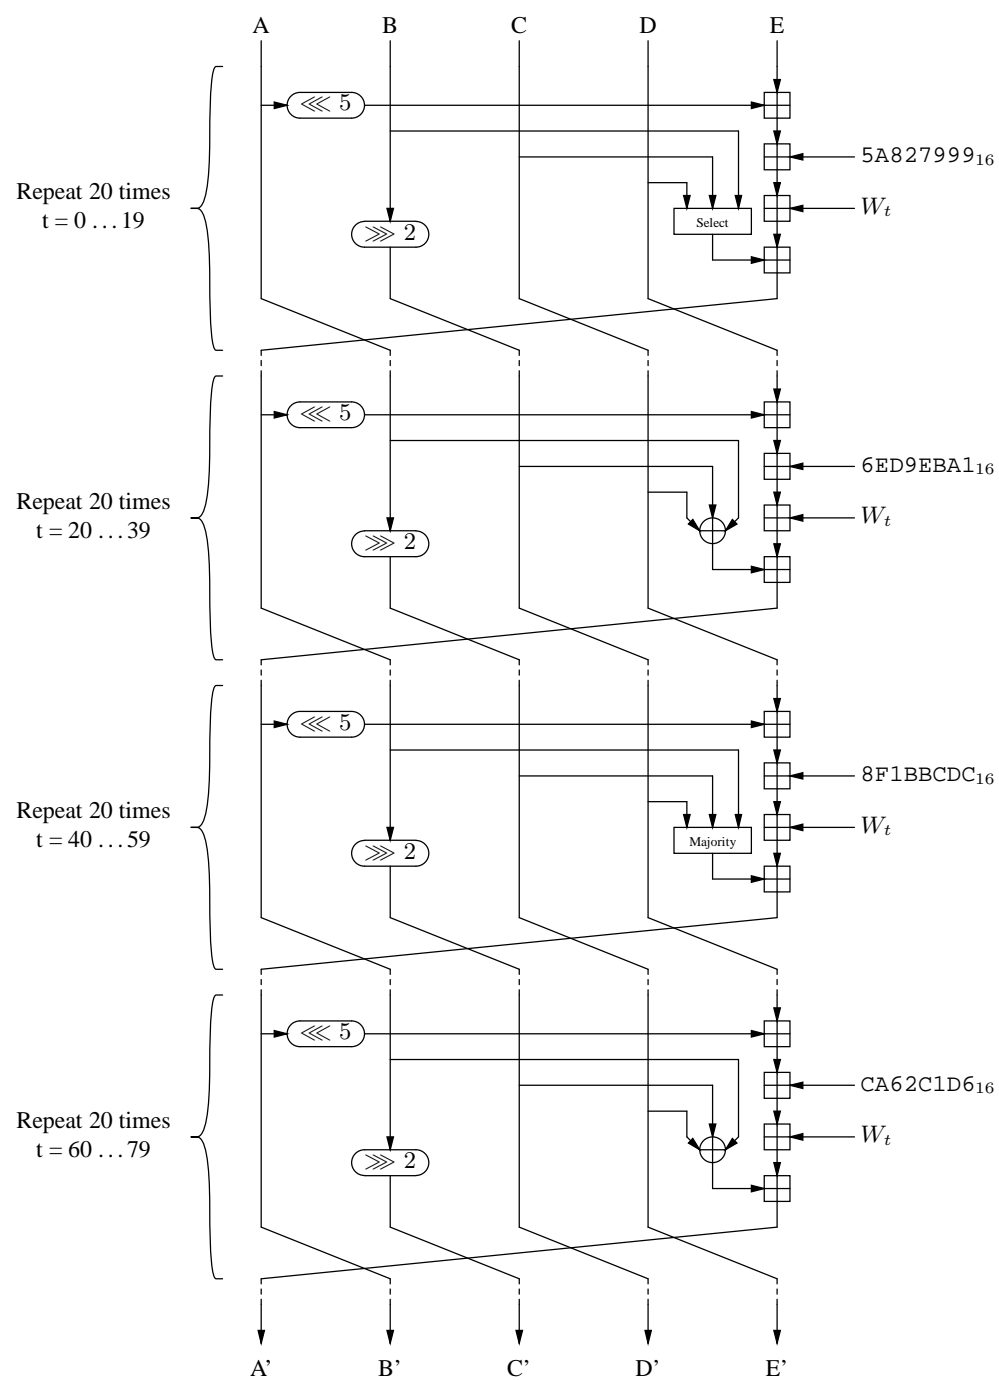 A B C D E
⋘ 5
5A827999₁₆
Repeat 20 times
t = 0 … 19
W_t
Select
⋙ 2
⋘ 5
6ED9EBA1₁₆
Repeat 20 times
t = 20 … 39
W_t
⋙ 2
⋘ 5
8F1BBCDC₁₆
Repeat 20 times
t = 40 … 59
W_t
Majority
⋙ 2
⋘ 5
CA62C1D6₁₆
Repeat 20 times
t = 60 … 79
W_t
⋙ 2
A' B' C' D' E'